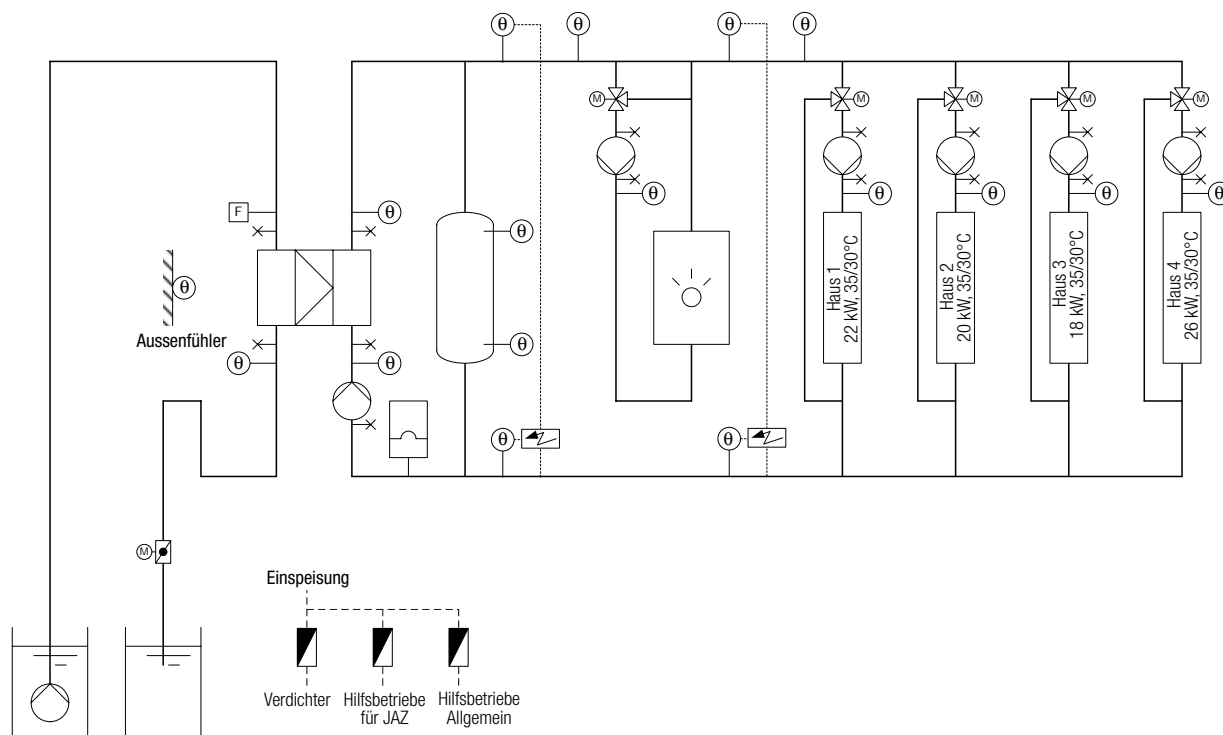 θ
θ
θ
θ
M
M
M
M
M
θ
θ
θ
θ
θ
F
θ
θ
θ
Aussenfühler
θ
θ
θ
Haus 1
22 kW, 35/30°C
Haus 2
20 kW, 35/30°C
Haus 3
18 kW, 35/30°C
Haus 4
26 kW, 35/30°C
θ
θ
θ
M
Einspeisung
Verdichter
Hilfsbetriebe
für JAZ
Hilfsbetriebe
Allgemein